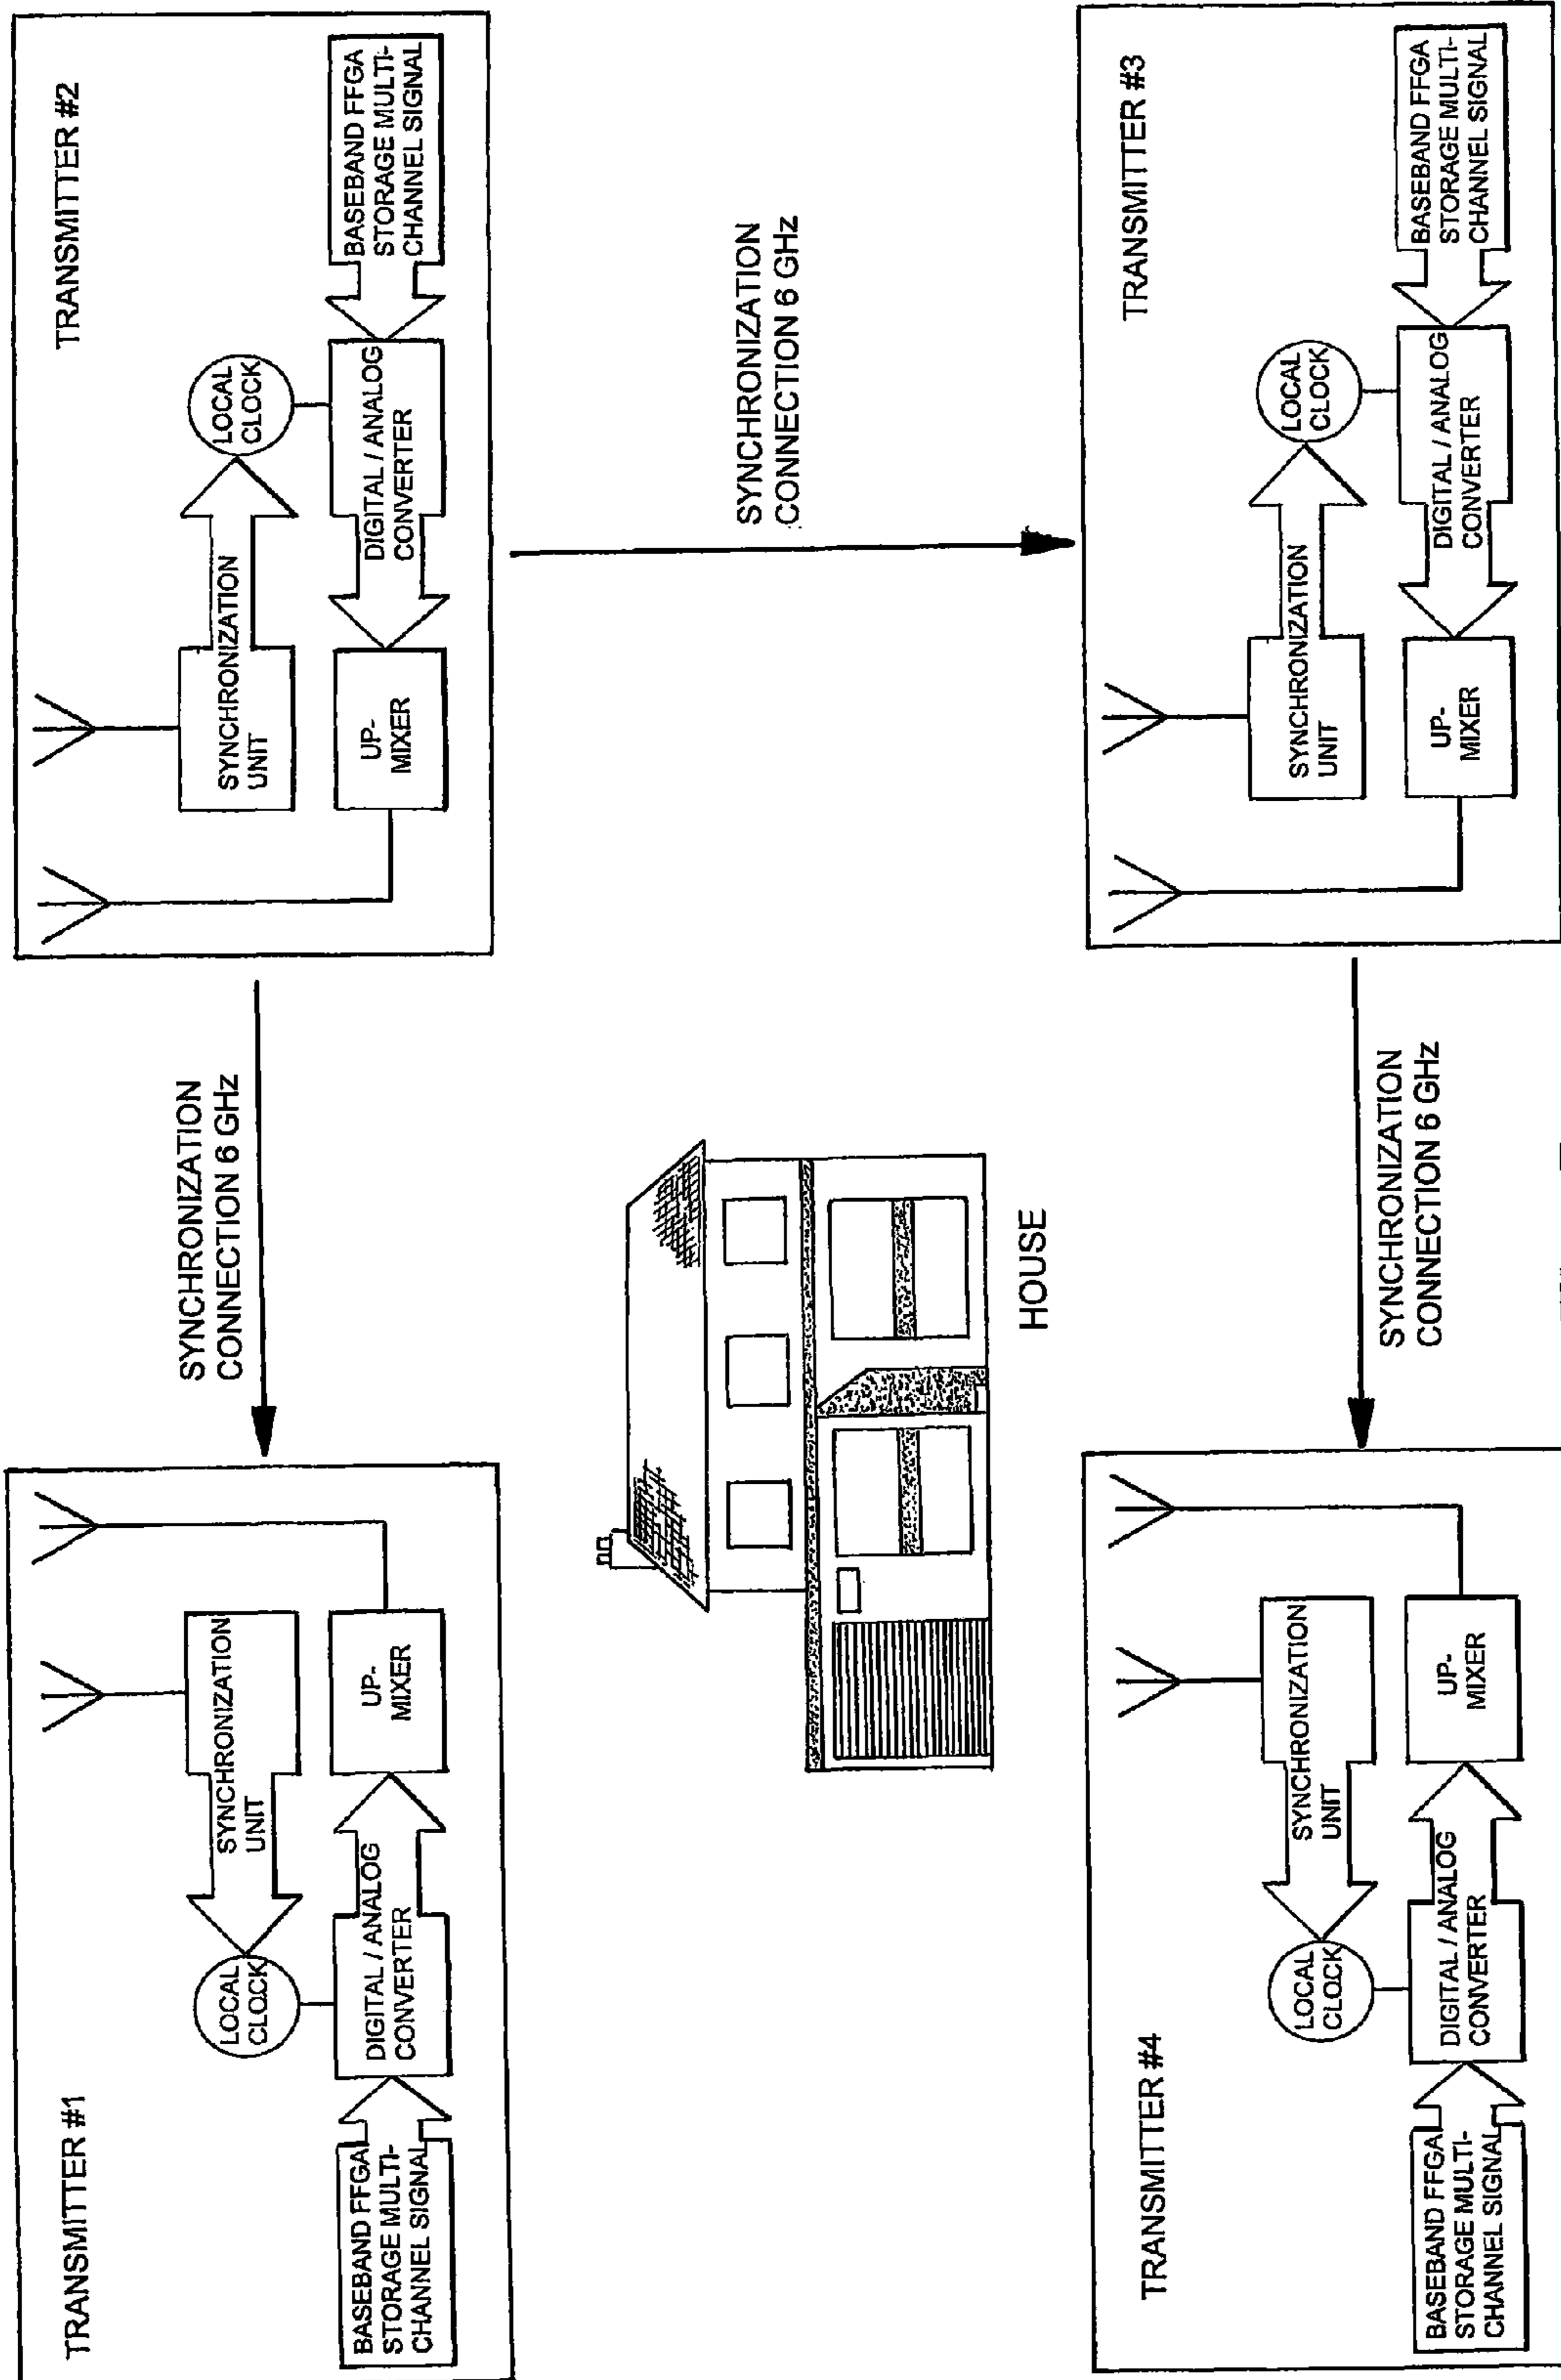 TRANSMITTER #1
SYNCHRONIZATION
UNIT
LOCAL
CLOCK
BASEBAND FFGA
STORAGE MULTI-
CHANNEL SIGNAL
DIGITAL / ANALOG
CONVERTER
UP-
MIXER
SYNCHRONIZATION
CONNECTION 6 GHz
TRANSMITTER #2
SYNCHRONIZATION
UNIT
LOCAL
CLOCK
UP-
MIXER
DIGITAL / ANALOG
CONVERTER
BASEBAND FFGA
STORAGE MULTI-
CHANNEL SIGNAL
SYNCHRONIZATION
CONNECTION 6 GHz
HOUSE
TRANSMITTER #4
SYNCHRONIZATION
UNIT
LOCAL
CLOCK
BASEBAND FFGA
STORAGE MULTI-
CHANNEL SIGNAL
DIGITAL / ANALOG
CONVERTER
UP-
MIXER
SYNCHRONIZATION
CONNECTION 6 GHz
TRANSMITTER #3
SYNCHRONIZATION
UNIT
LOCAL
CLOCK
UP-
MIXER
DIGITAL / ANALOG
CONVERTER
BASEBAND FFGA
STORAGE MULTI-
CHANNEL SIGNAL